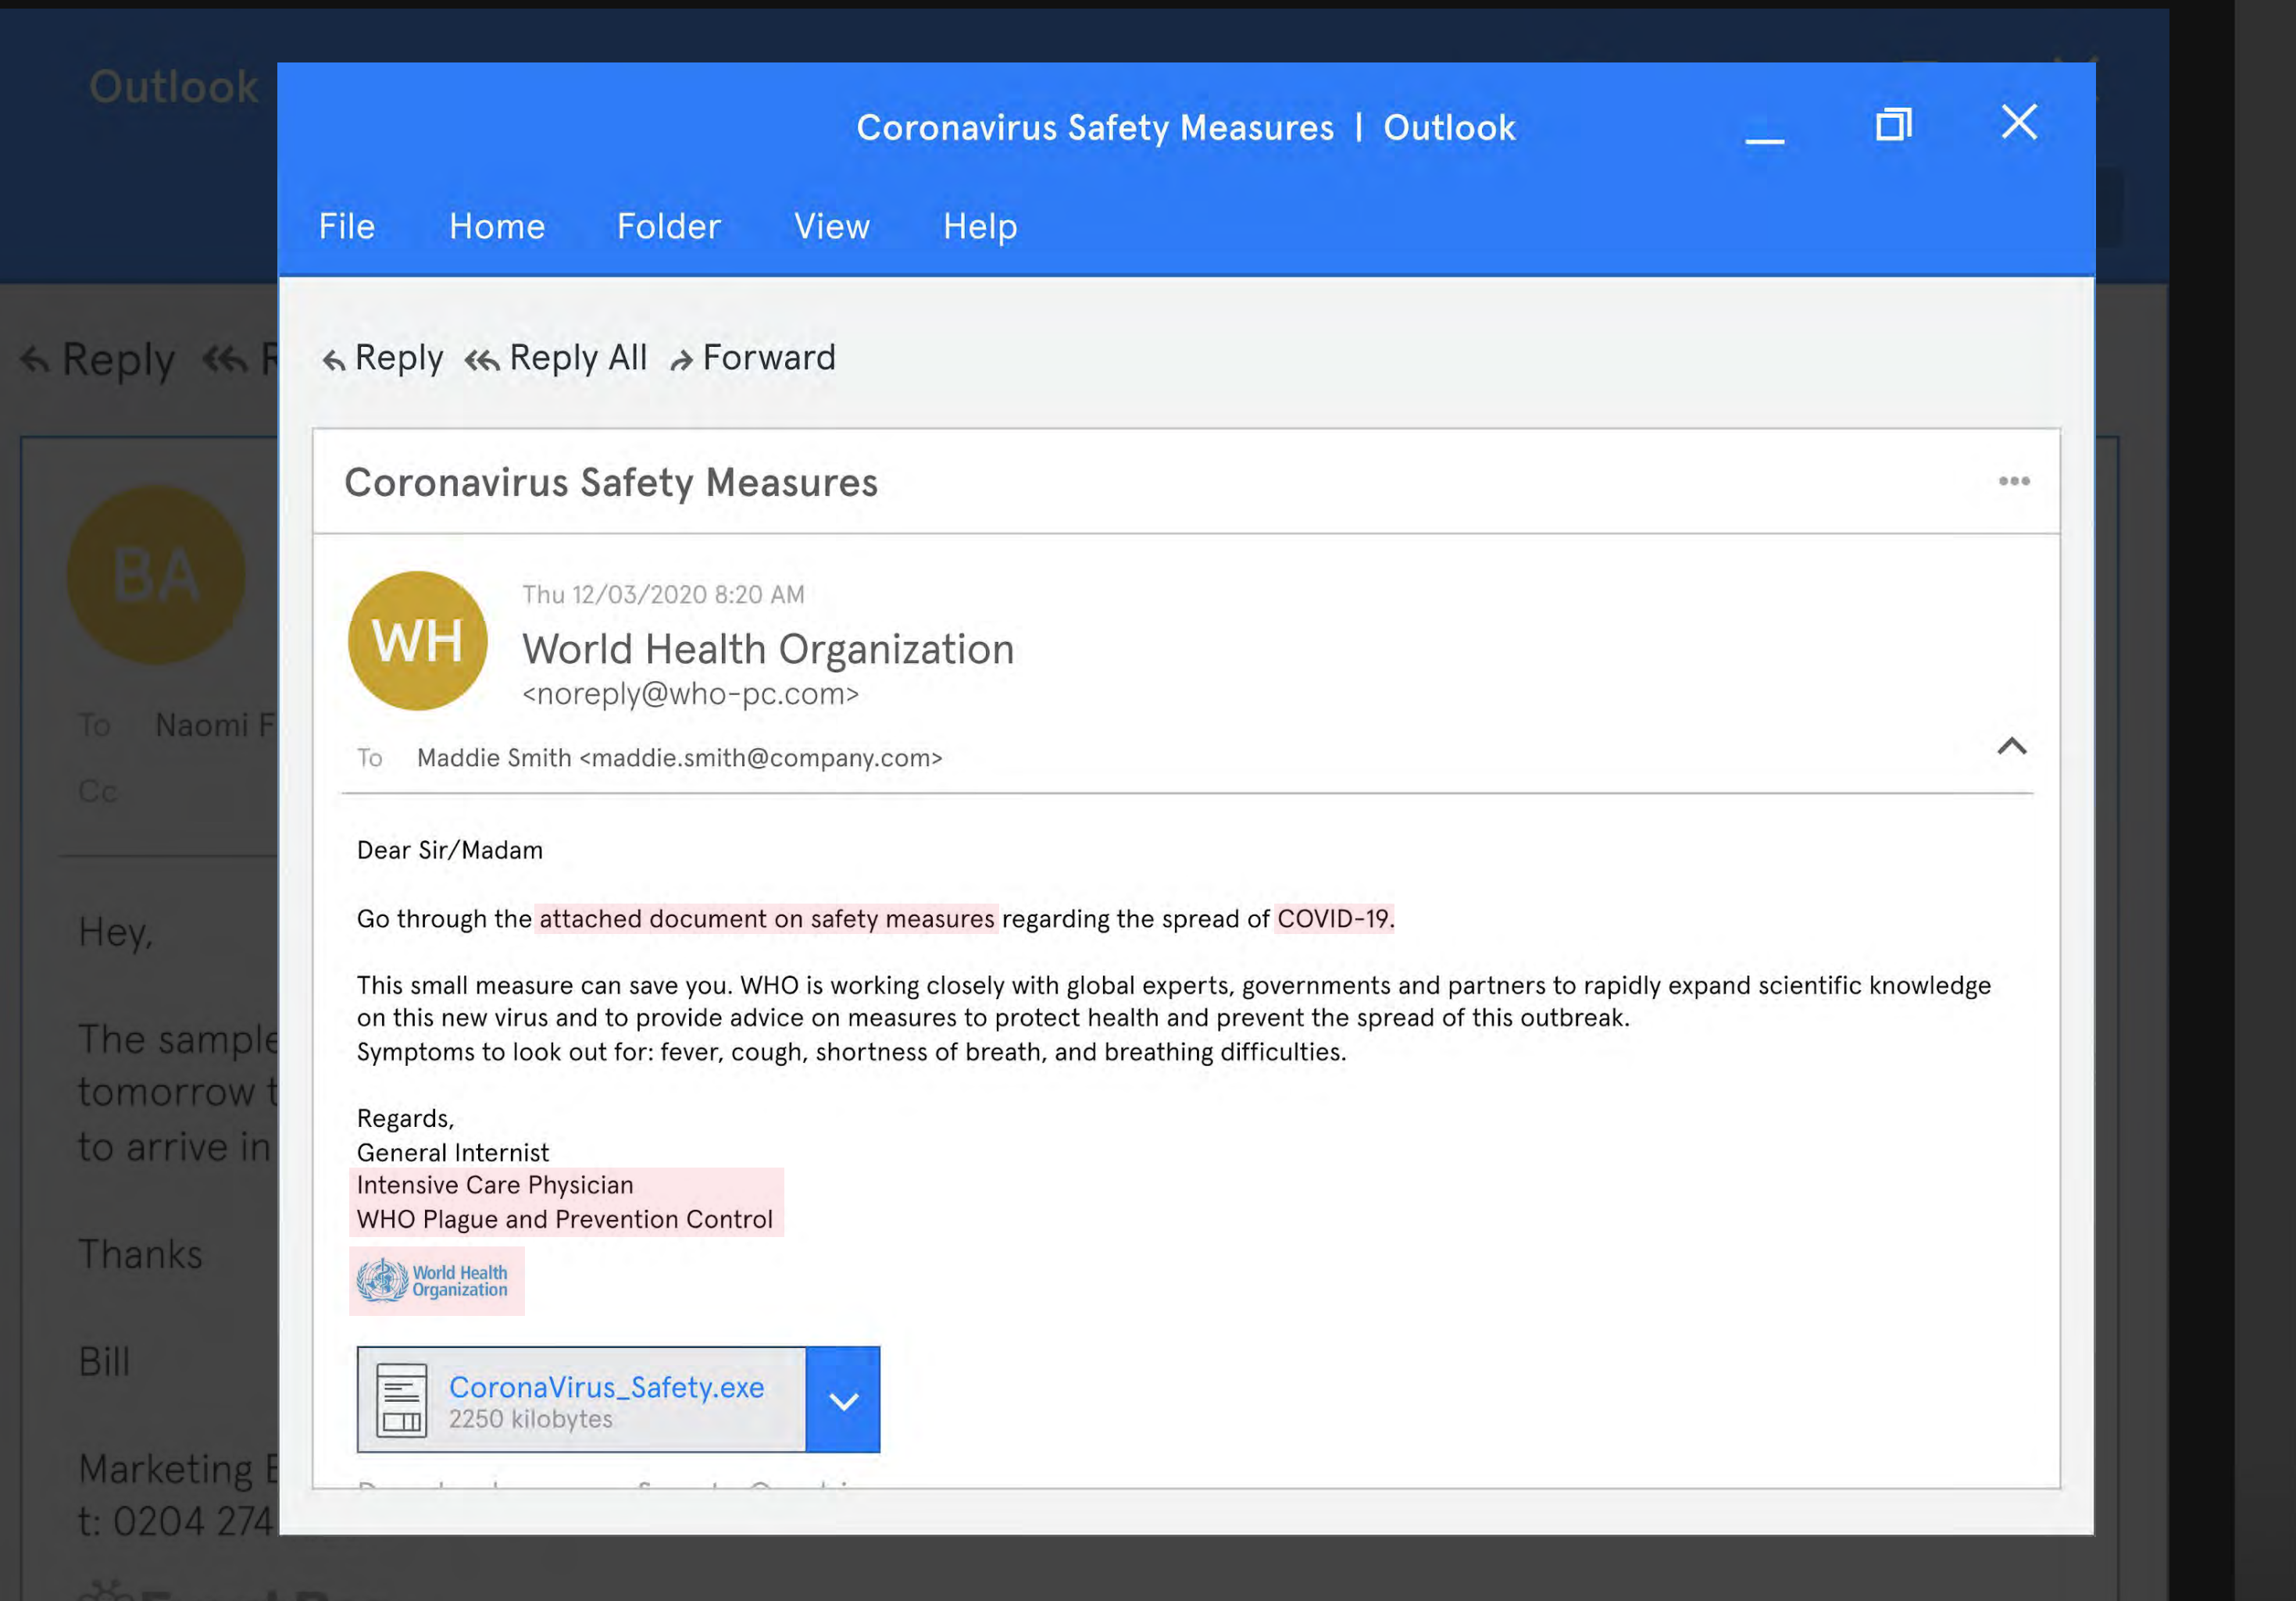 Outlook
Coronavirus Safety Measures | Outlook
File Home Folder View Help
Reply
Reply Reply All Forward
Coronavirus Safety Measures
BA
WH
Thu 12/03/2020 8:20 AM
World Health Organization
<noreply@who-pc.com>
To Naomi F
To Maddie Smith <maddie.smith@company.com>
Cc
Dear Sir/Madam
Go through the attached document on safety measures regarding the spread of COVID-19.
This small measure can save you. WHO is working closely with global experts, governments and partners to rapidly expand scientific knowledge
on this new virus and to provide advice on measures to protect health and prevent the spread of this outbreak.
Symptoms to look out for: fever, cough, shortness of breath, and breathing difficulties.
Regards,
General Internist
Intensive Care Physician
WHO Plague and Prevention Control
World Health
Organization
CoronaVirus_Safety.exe
2250 kilobytes
Hey,
The sample
tomorrow t
to arrive in
Thanks
Bill
Marketing E
t: 0204 274